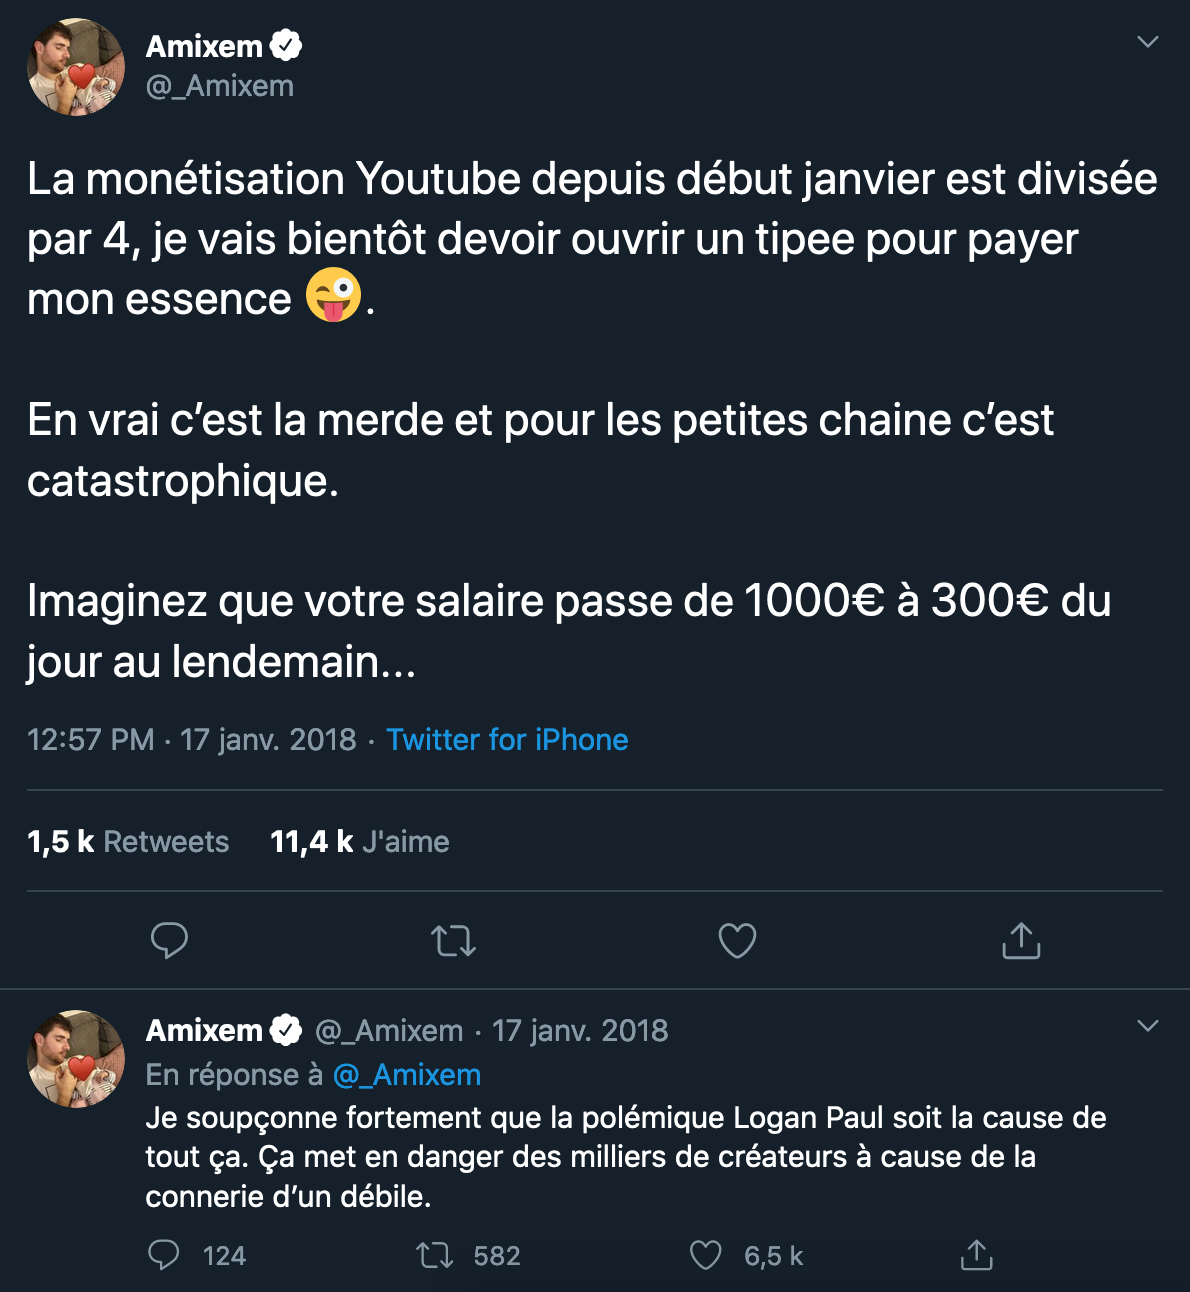 Amixem
@_Amixem
La monétisation Youtube depuis début janvier est divisée
par 4, je vais bientôt devoir ouvrir un tipee pour payer
mon essence 😜.
En vrai c’est la merde et pour les petites chaine c’est
catastrophique.
Imaginez que votre salaire passe de 1000€ à 300€ du
jour au lendemain...
12:57 PM · 17 janv. 2018 · Twitter for iPhone
1,5 k Retweets 11,4 k J'aime
Amixem @_Amixem · 17 janv. 2018
En réponse à @_Amixem
Je soupçonne fortement que la polémique Logan Paul soit la cause de
tout ça. Ça met en danger des milliers de créateurs à cause de la
connerie d’un débile.
124 582 6,5 k